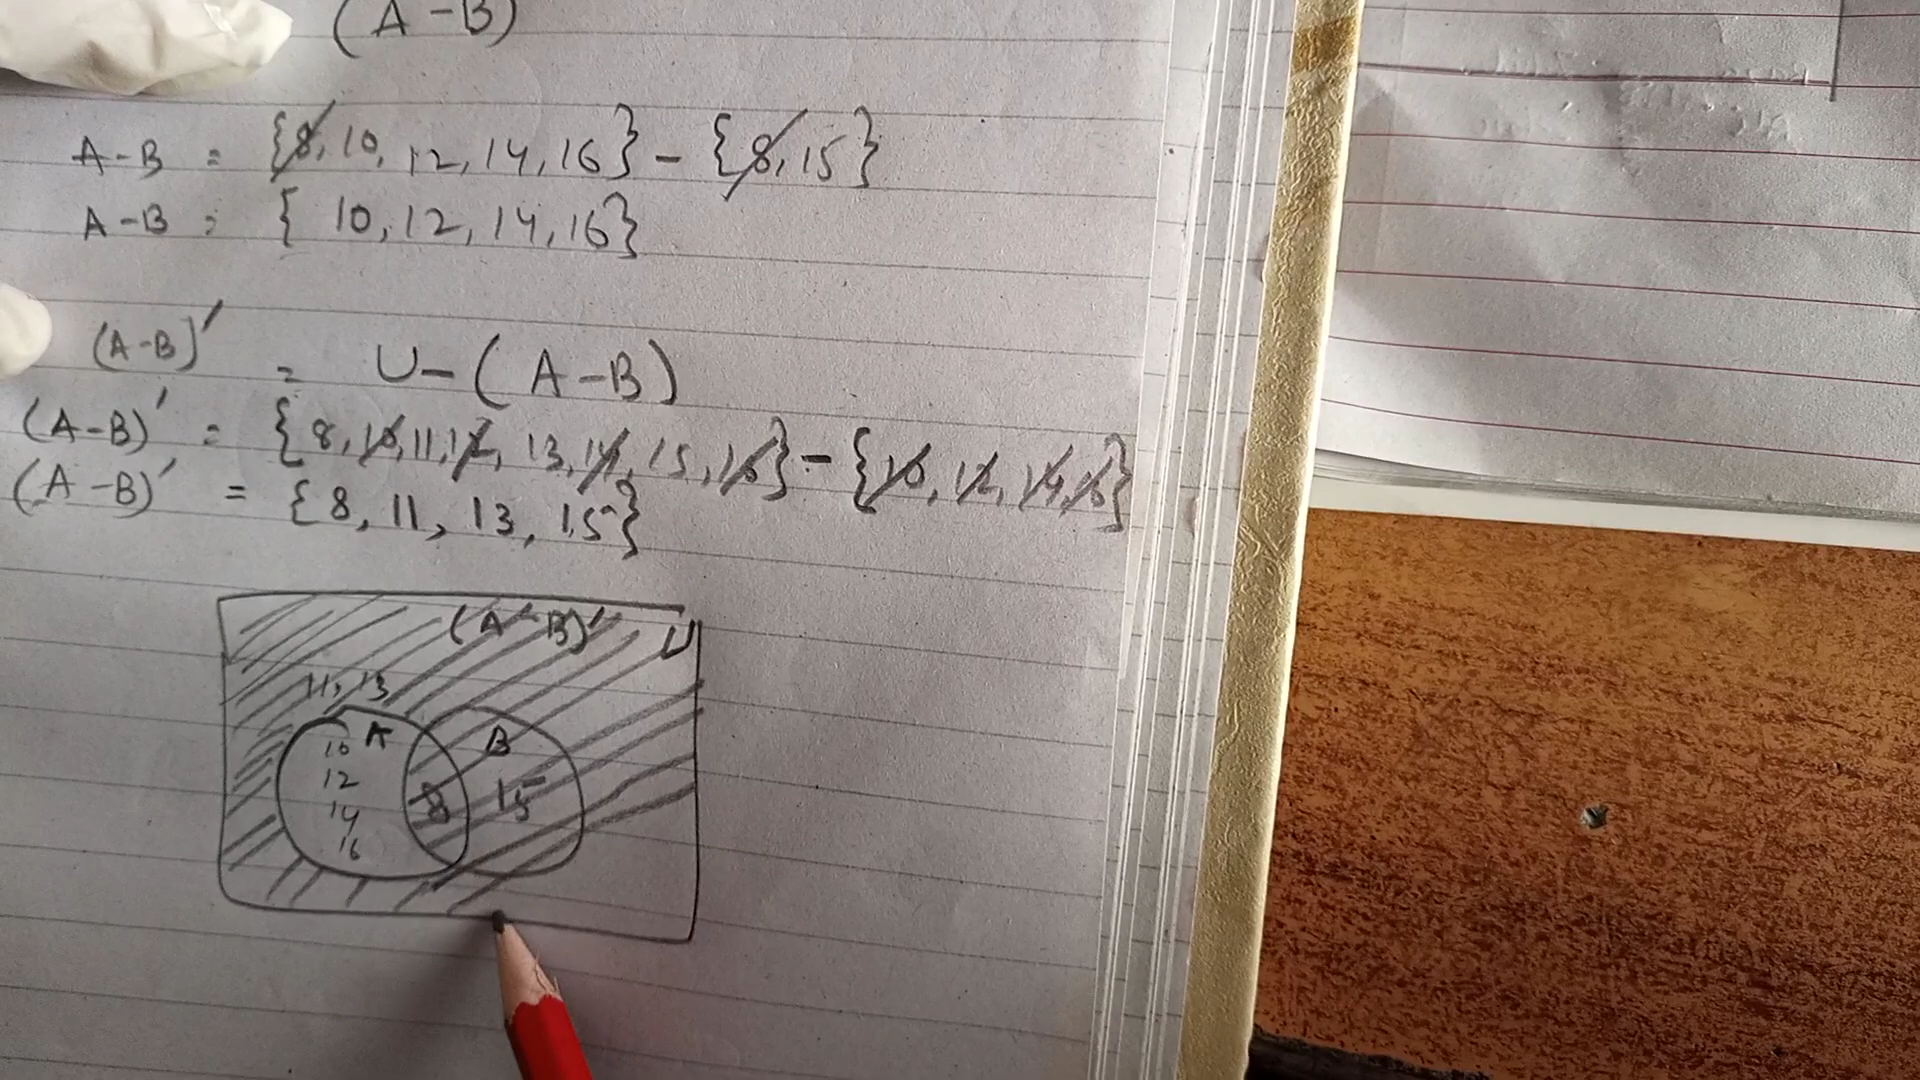 (A-B)
A-B = {8, 10, 12, 14, 16} - {8, 15}
A-B = { 10, 12, 14, 16}
(A-B)' = U-(A-B)
(A-B)' = {8, 10, 11, 12, 13, 14, 15, 16} - {10, 12, 14, 16}
(A-B)' = {8, 11, 13, 15}
(A-B)' U
11, 13
A B
10
12
8 15
14
16